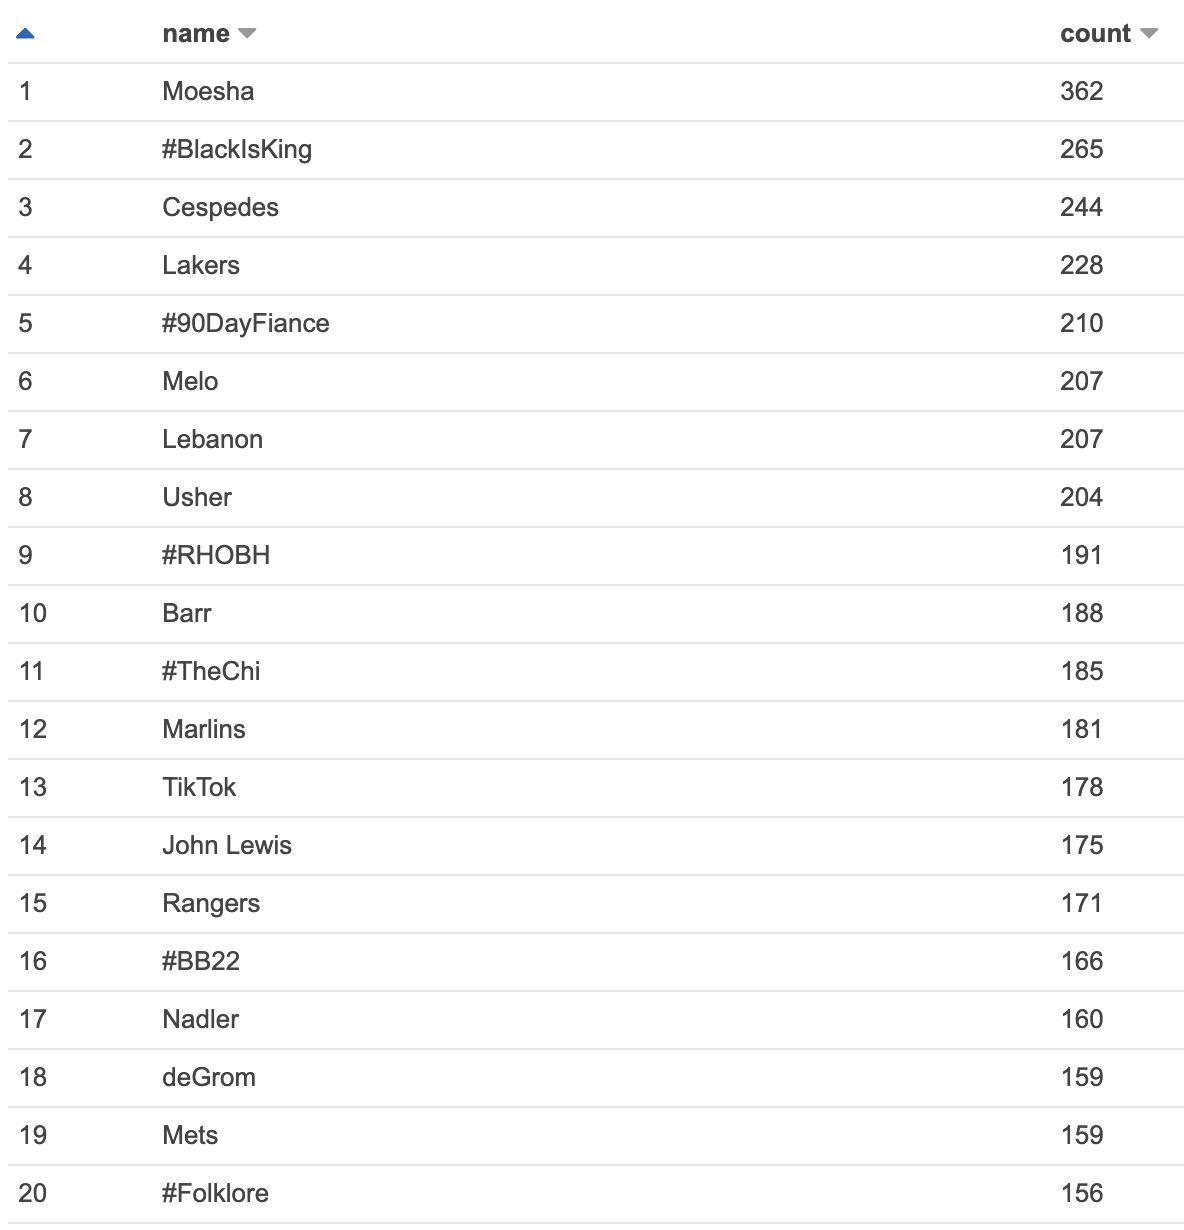 name count
1 Moesha 362
2 #BlackIsKing 265
3 Cespedes 244
4 Lakers 228
5 #90DayFiance 210
6 Melo 207
7 Lebanon 207
8 Usher 204
9 #RHOBH 191
10 Barr 188
11 #TheChi 185
12 Marlins 181
13 TikTok 178
14 John Lewis 175
15 Rangers 171
16 #BB22 166
17 Nadler 160
18 deGrom 159
19 Mets 159
20 #Folklore 156